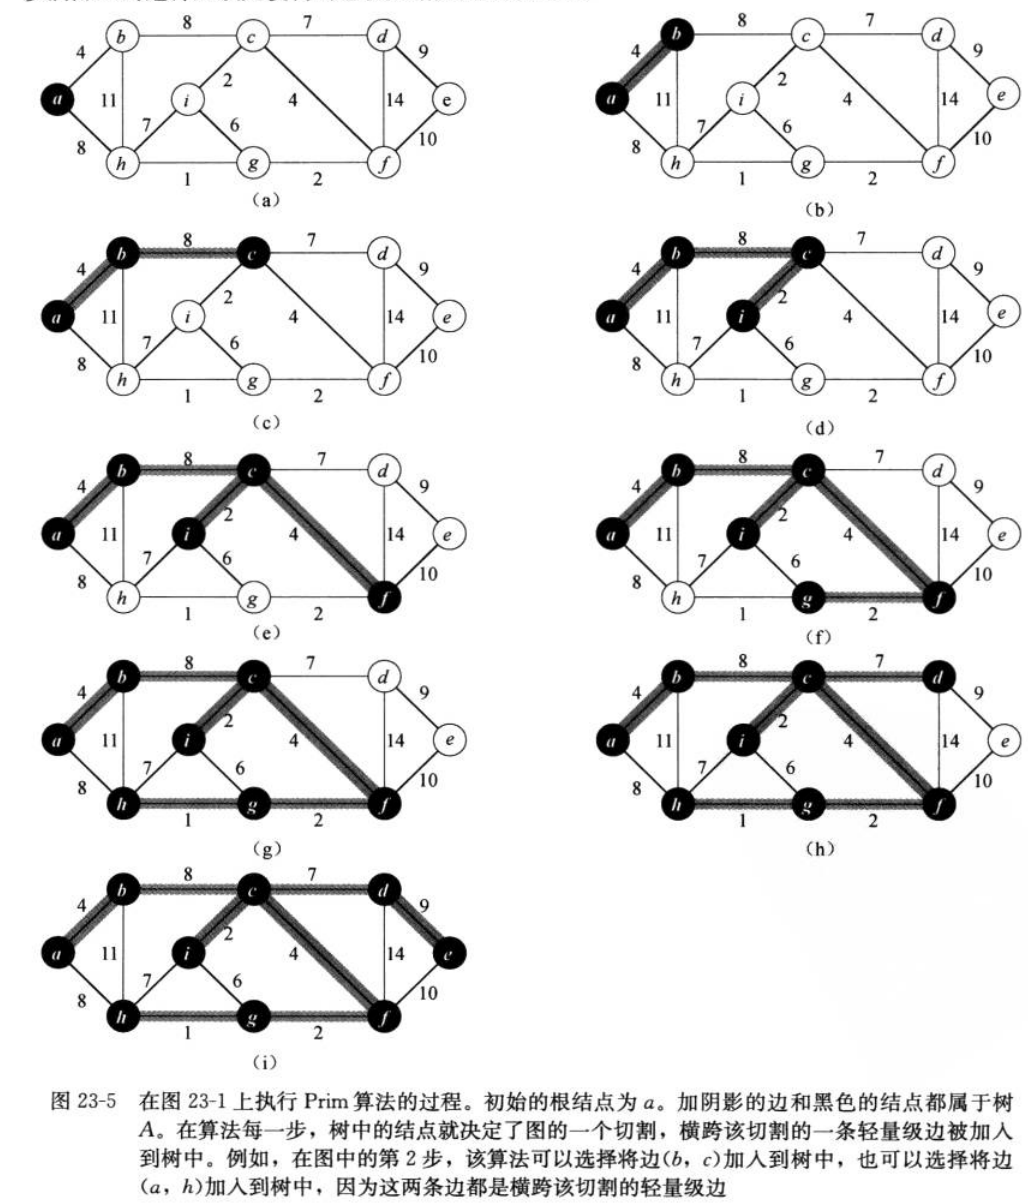 8 7
b c d
4 2 9
a 11 i 4 14 e
8 7 6 10
h g f
1 2
(a)
8 7
b c d
4 2 9
a 11 i 4 14 e
8 7 6 10
h g f
1 2
(b)
8 7
b c d
4 2 9
a 11 i 4 14 e
8 7 6 10
h g f
1 2
(c)
8 7
b c d
4 2 9
a 11 i 4 14 e
8 7 6 10
h g f
1 2
(d)
8 7
b c d
4 2 9
a 11 i 4 14 e
8 7 6 10
h g f
1 2
(e)
8 7
b c d
4 2 9
a 11 i 4 14 e
8 7 6 10
h g f
1 2
(f)
8 7
b c d
4 2 9
a 11 i 4 14 e
8 7 6 10
h g f
1 2
(g)
8 7
b c d
4 2 9
a 11 i 4 14 e
8 7 6 10
h g f
1 2
(h)
8 7
b c d
4 2 9
a 11 i 4 14 e
8 7 6 10
h g f
1 2
(i)
图 23-5 在图 23-1 上执行 Prim 算法的过程。初始的根结点为 a。加阴影的边和黑色的结点都属于树
A。在算法每一步，树中的结点就决定了图的一个切割，横跨该切割的一条轻量级边被加入
到树中。例如，在图中的第 2 步，该算法可以选择将边(b，c)加入到树中，也可以选择将边
(a，h)加入到树中，因为这两条边都是横跨该切割的轻量级边